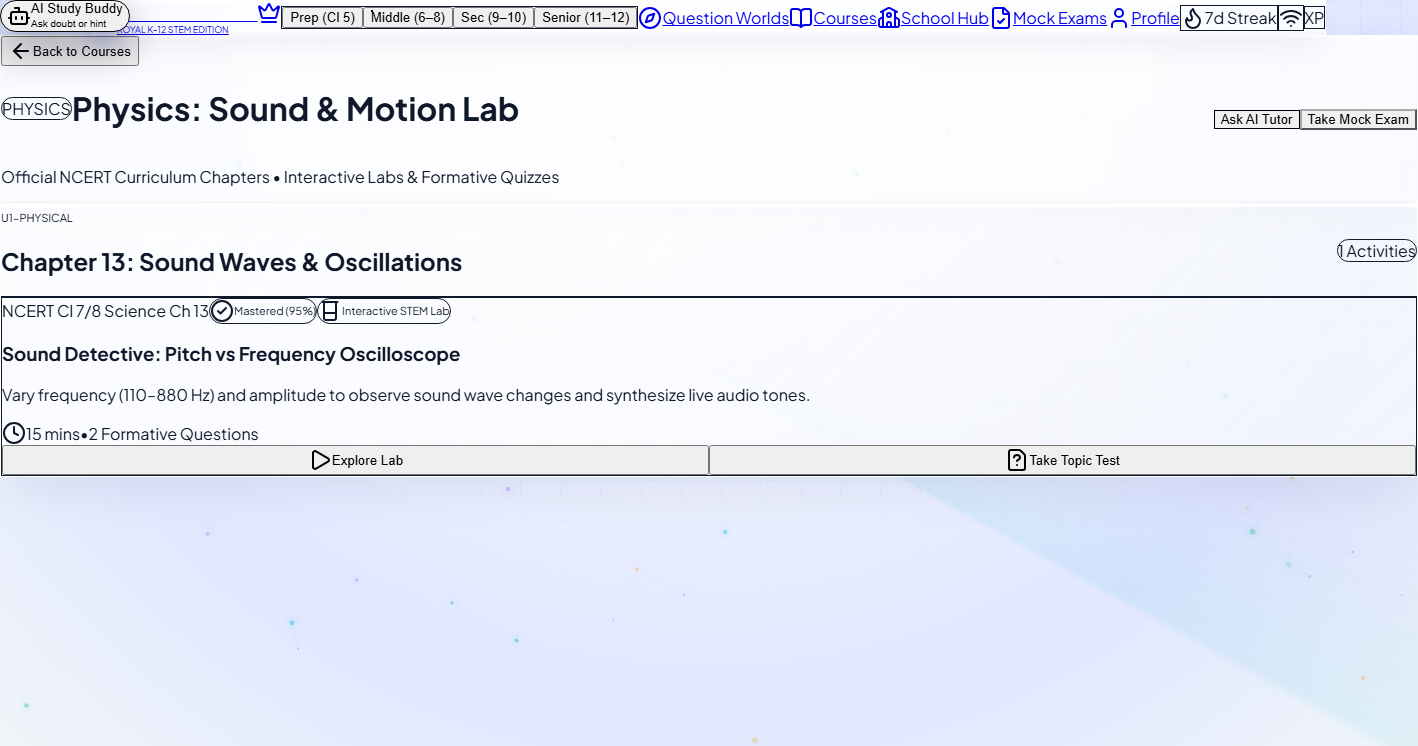 AI Study Buddy
Ask doubt or hint
ROYAL K-12 STEM EDITION
Prep (Cl 5) Middle (6–8) Sec (9–10) Senior (11–12) Question Worlds Courses School Hub Mock Exams Profile 7d Streak XP
Back to Courses
PHYSICS Physics: Sound & Motion Lab
Ask AI Tutor Take Mock Exam
Official NCERT Curriculum Chapters • Interactive Labs & Formative Quizzes
U1-PHYSICAL
Chapter 13: Sound Waves & Oscillations
1 Activities
NCERT Cl 7/8 Science Ch 13 Mastered (95%) Interactive STEM Lab
Sound Detective: Pitch vs Frequency Oscilloscope
Vary frequency (110–880 Hz) and amplitude to observe sound wave changes and synthesize live audio tones.
15 mins • 2 Formative Questions
Explore Lab Take Topic Test